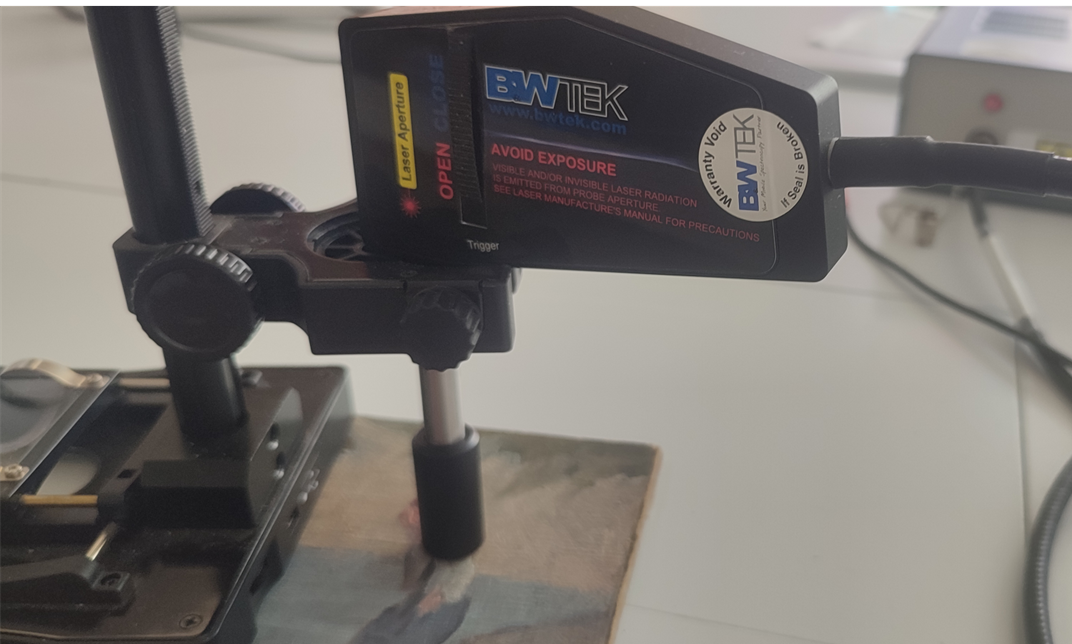 Laser Aperture
OPEN CLOSE
BWTEK
www.bwtek.com
AVOID EXPOSURE
VISIBLE AND/OR INVISIBLE LASER RADIATION
IS EMITTED FROM PROBE APERTURE.
SEE LASER MANUFACTURE'S MANUAL FOR PRECAUTIONS
Trigger
Warranty Void
BWTEK
If Seal is Broken